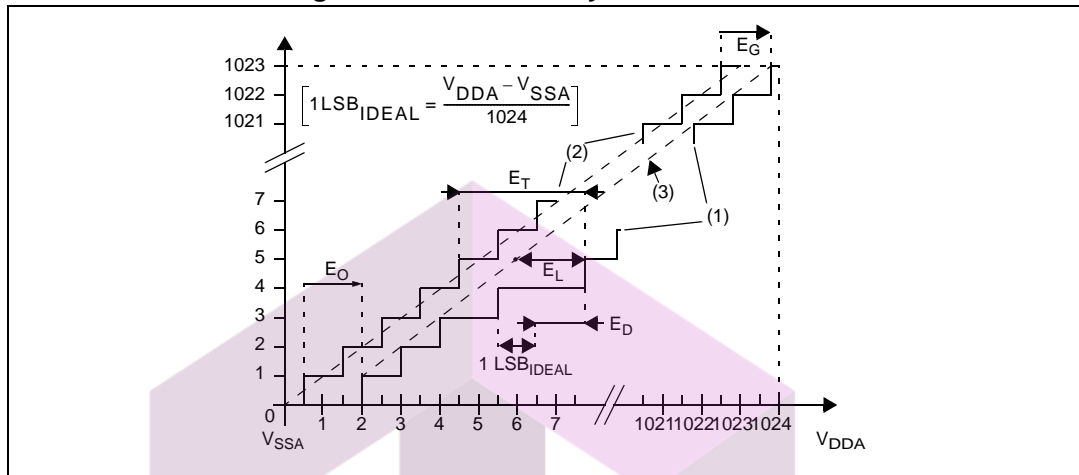 E_G
1023
1022
1021
[1LSB_IDEAL = (V_DDA − V_SSA) / 1024]
(2)
E_T
(3)
(1)
7
6
5
4
3
2
1
0
E_O
E_L
E_D
1 LSB_IDEAL
1 2 3 4 5 6 7 1021 1022 1023 1024
V_SSA
V_DDA